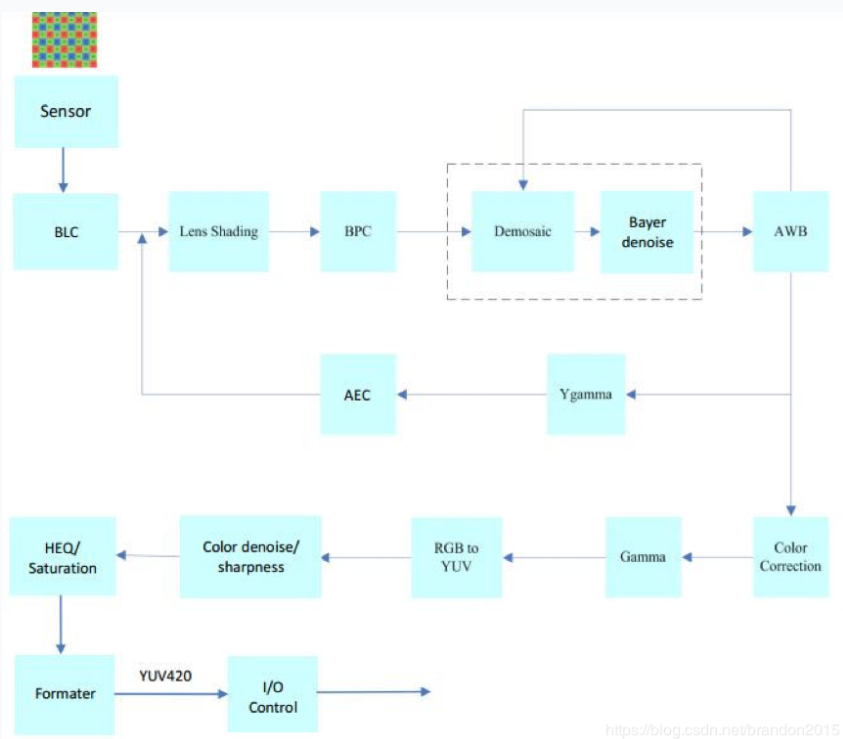 Sensor
BLC
Lens Shading
BPC
Demosaic
Bayer
denoise
AWB
AEC
Ygamma
HEQ/
Saturation
Color denoise/
sharpness
RGB to
YUV
Gamma
Color
Correction
Formater
YUV420
I/O
Control
https://blog.csdn.net/brandon2015